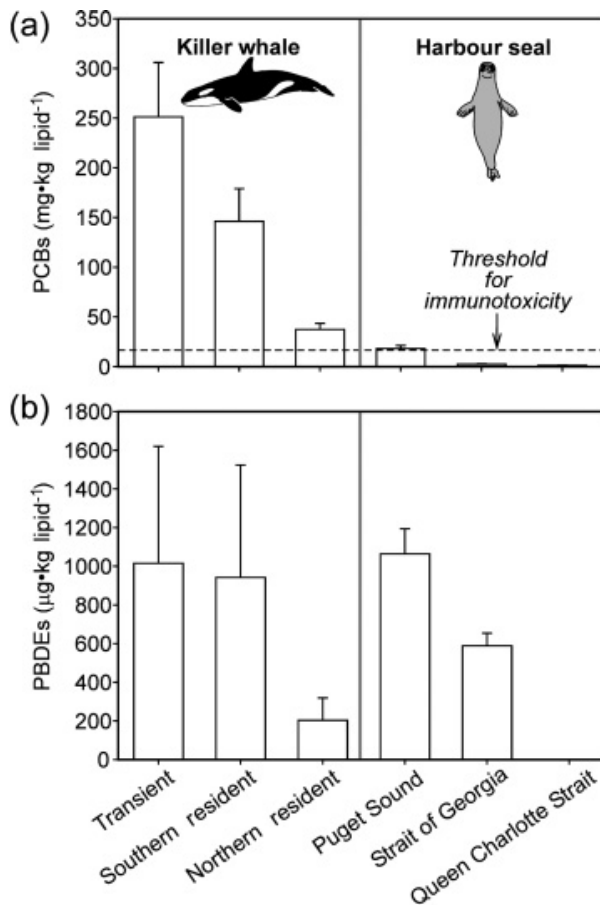 (a)
Killer whale
Harbour seal
PCBs (mg•kg lipid⁻¹)
350
300
250
200
150
100
50
0
Threshold
for
immunotoxicity
(b)
PBDEs (µg•kg lipid⁻¹)
1800
1600
1400
1200
1000
800
600
400
200
0
Transient
Southern resident
Northern resident
Puget Sound
Strait of Georgia
Queen Charlotte Strait